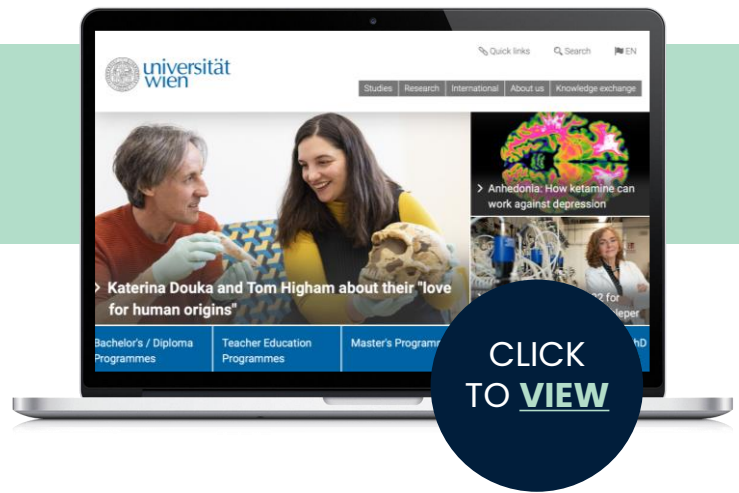 Quick links Search EN
universität
wien
Studies Research International About us Knowledge exchange
> Anhedonia: How ketamine can
work against depression
> Katerina Douka and Tom Higham about their "love
for human origins"
for
Bachelor's / Diploma
Programmes
Teacher Education
Programmes
Master's
CLICK
TO VIEW